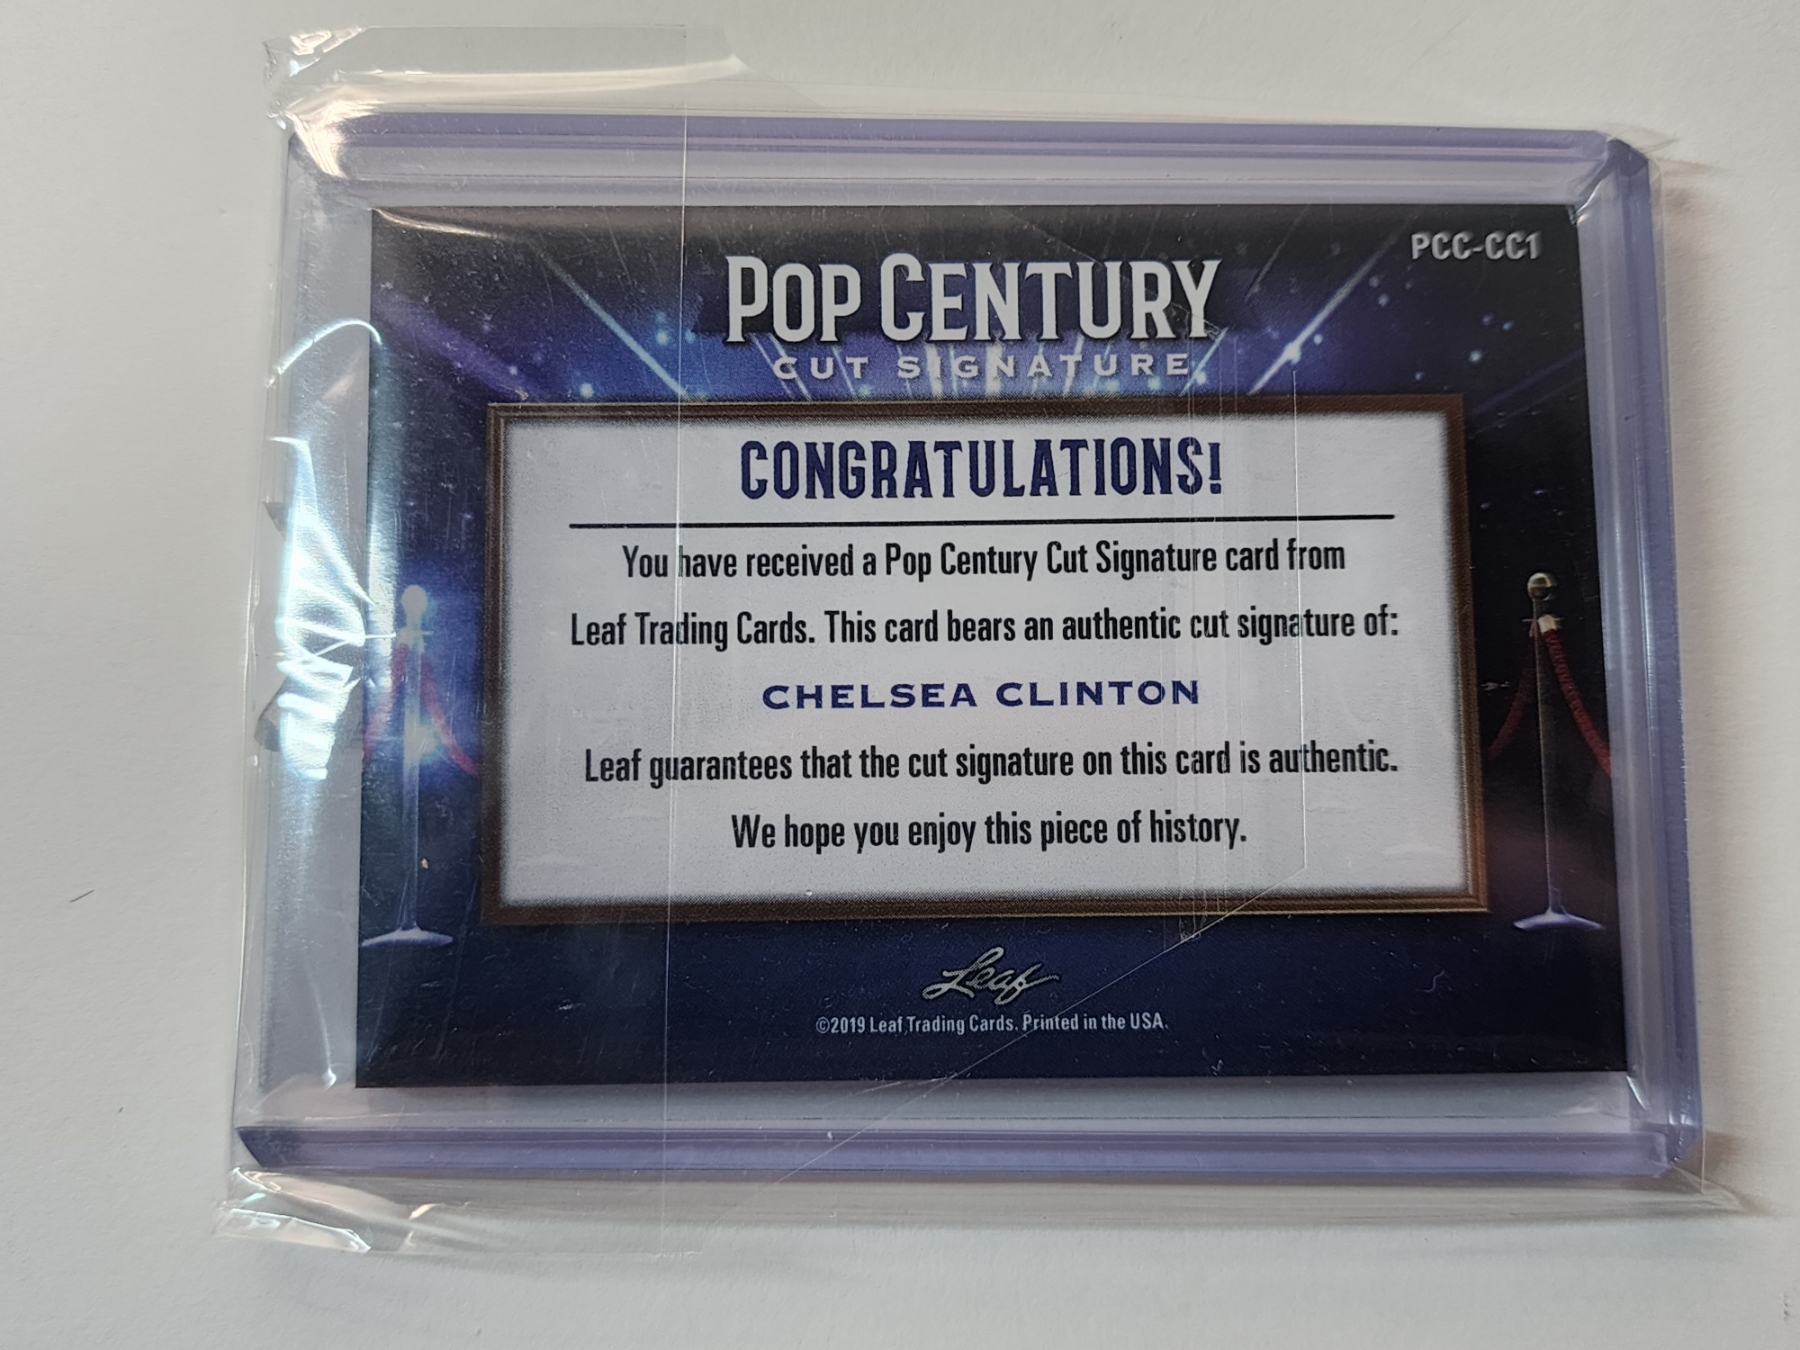 PCC-CC1
POP CENTURY
CUT SIGNATURE
CONGRATULATIONS!
You have received a Pop Century Cut Signature card from
Leaf Trading Cards. This card bears an authentic cut signature of:
CHELSEA CLINTON
Leaf guarantees that the cut signature on this card is authentic.
We hope you enjoy this piece of history.
Leaf
©2019 Leaf Trading Cards. Printed in the USA.